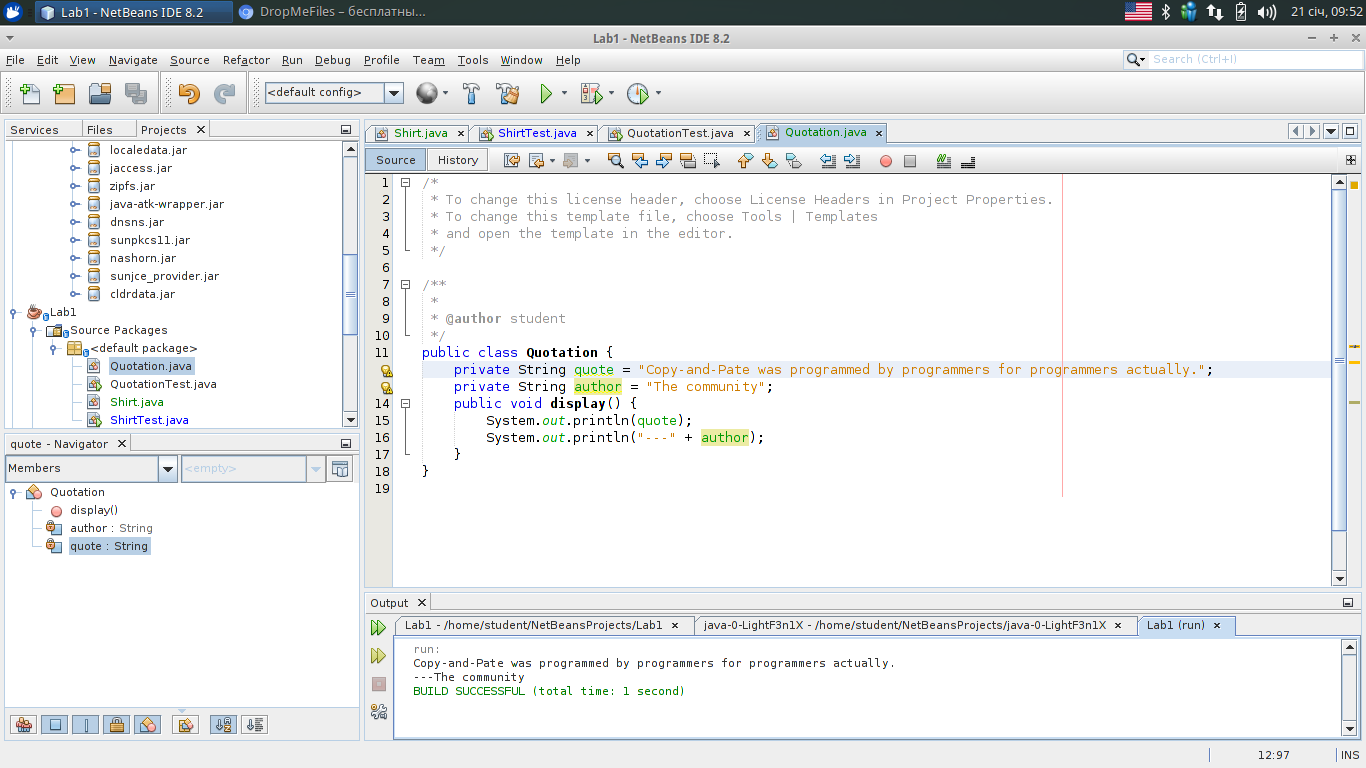 Lab1 - NetBeans IDE 8.2
DropMeFiles – бесплатны...
21 січ, 09:52
Lab1 - NetBeans IDE 8.2
File Edit View Navigate Source Refactor Run Debug Profile Team Tools Window Help
Search (Ctrl+I)
<default config>
Services Files Projects
localedata.jar
jaccess.jar
zipfs.jar
java-atk-wrapper.jar
dnsns.jar
sunpkcs11.jar
nashorn.jar
sunjce_provider.jar
cldrdata.jar
Lab1
Source Packages
<default package>
Quotation.java
QuotationTest.java
Shirt.java
ShirtTest.java
quote - Navigator
Members
<empty>
Quotation
display()
author : String
quote : String
Shirt.java ShirtTest.java QuotationTest.java Quotation.java
Source History
1 /*
2 * To change this license header, choose License Headers in Project Properties.
3 * To change this template file, choose Tools | Templates
4 * and open the template in the editor.
5 */
6
7 /**
8 *
9 * @author student
10 */
11 public class Quotation {
private String quote = "Copy-and-Pate was programmed by programmers for programmers actually.";
private String author = "The community";
14 public void display() {
15 System.out.println(quote);
16 System.out.println("---" + author);
17 }
18 }
19
Output
Lab1 - /home/student/NetBeansProjects/Lab1 java-0-LightF3n1X - /home/student/NetBeansProjects/java-0-LightF3n1X Lab1 (run)
run:
Copy-and-Pate was programmed by programmers for programmers actually.
---The community
BUILD SUCCESSFUL (total time: 1 second)
12:97 INS